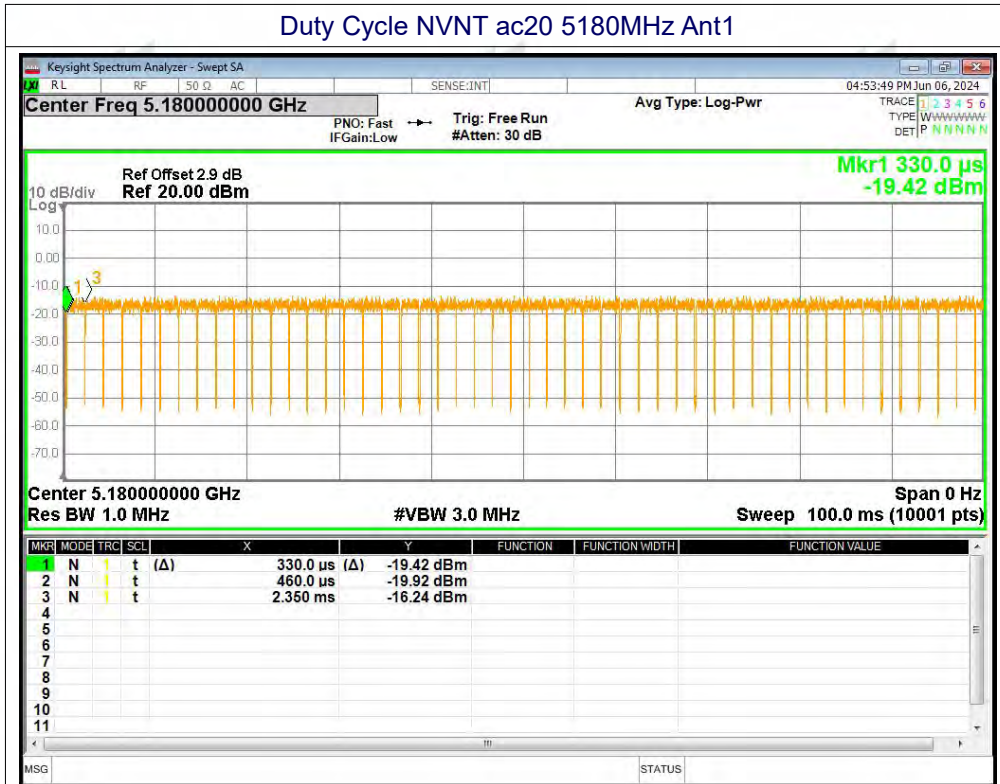 Duty Cycle NVNT ac20 5180MHz Ant1
Keysight Spectrum Analyzer - Swept SA
LXI RL RF 50 Ω AC SENSE:INT 04:53:49 PM Jun 06, 2024
Center Freq 5.180000000 GHz Avg Type: Log-Pwr TRACE 1 2 3 4 5 6
PNO: Fast Trig: Free Run TYPE WWWWWW
IFGain:Low #Atten: 30 dB DET P N N N N N
Mkr1 330.0 µs
Ref Offset 2.9 dB
10 dB/div Ref 20.00 dBm -19.42 dBm
Log
10.0
0.00
1 3
-10.0
-20.0
-30.0
-40.0
-50.0
-60.0
-70.0
Center 5.180000000 GHz Span 0 Hz
Res BW 1.0 MHz #VBW 3.0 MHz Sweep 100.0 ms (10001 pts)
MKR MODE TRC SCL X Y FUNCTION FUNCTION WIDTH FUNCTION VALUE
1 N 1 t (Δ) 330.0 µs (Δ) -19.42 dBm
2 N 1 t 460.0 µs -19.92 dBm
3 N 1 t 2.350 ms -16.24 dBm
4
5
6
7
8
9
10
11
MSG STATUS